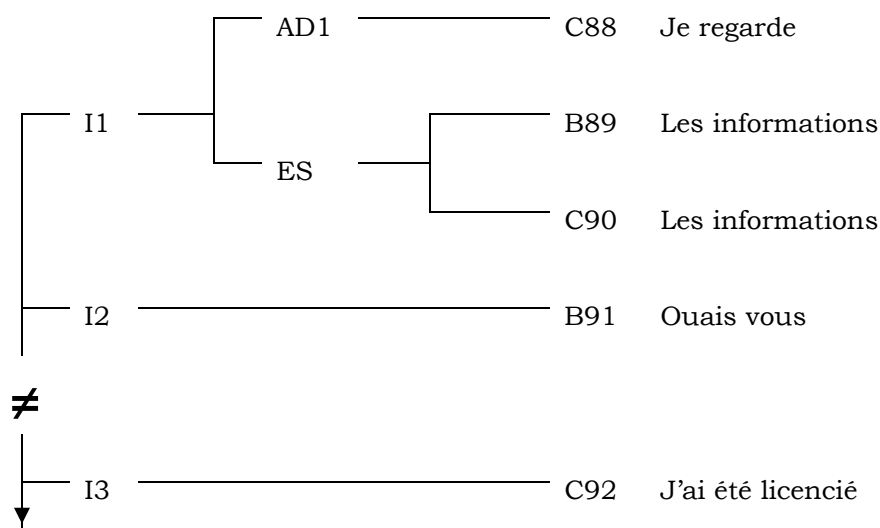 AD1 C88 Je regarde
I1 B89 Les informations
ES
C90 Les informations
I2 B91 Ouais vous
≠
I3 C92 J'ai été licencié